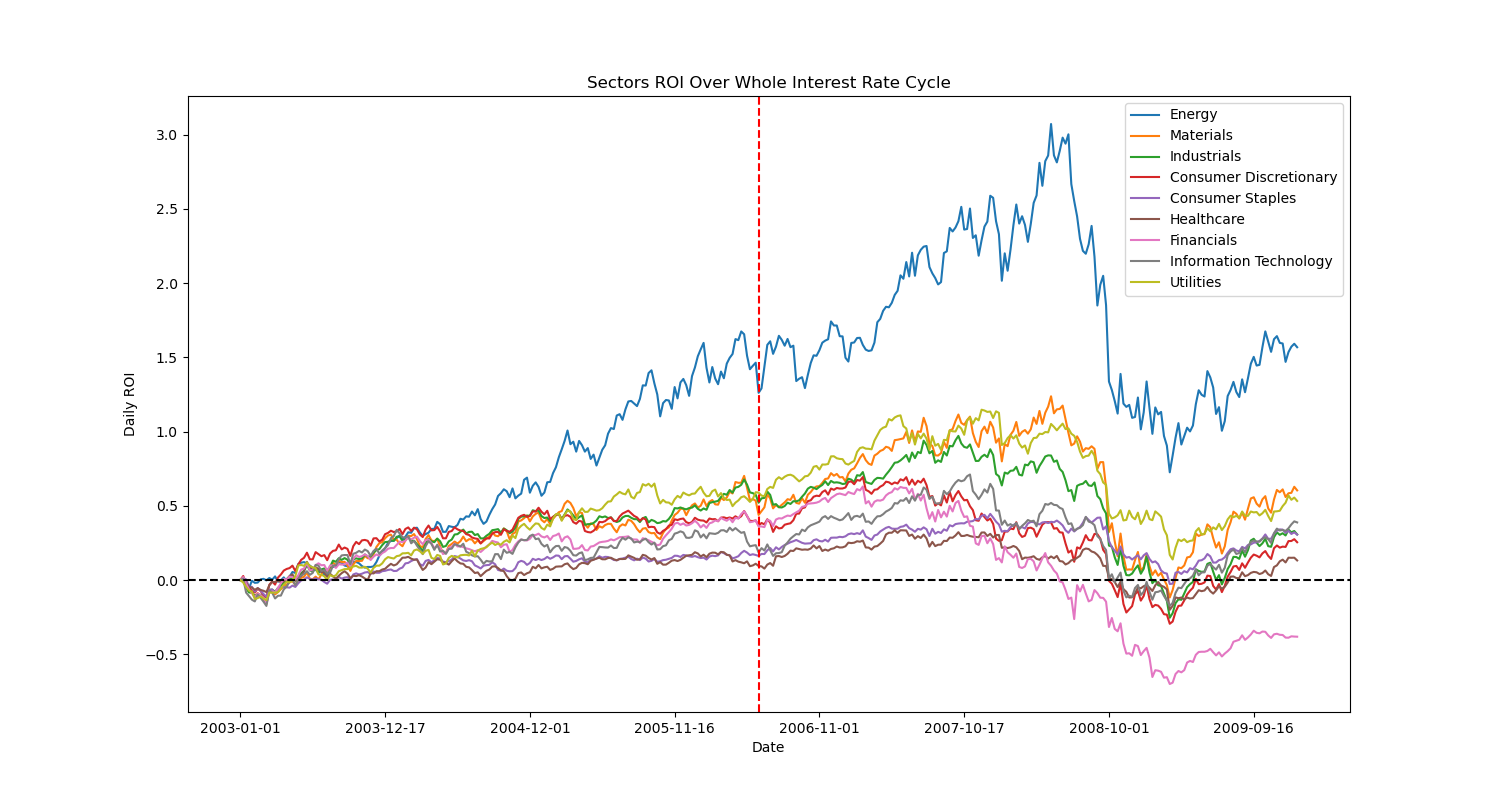 Sectors ROI Over Whole Interest Rate Cycle
Energy
Materials
Industrials
Consumer Discretionary
Consumer Staples
Healthcare
Financials
Information Technology
Utilities
Daily ROI
3.0
2.5
2.0
1.5
1.0
0.5
0.0
−0.5
2003-01-01
2003-12-17
2004-12-01
2005-11-16
2006-11-01
2007-10-17
2008-10-01
2009-09-16
Date